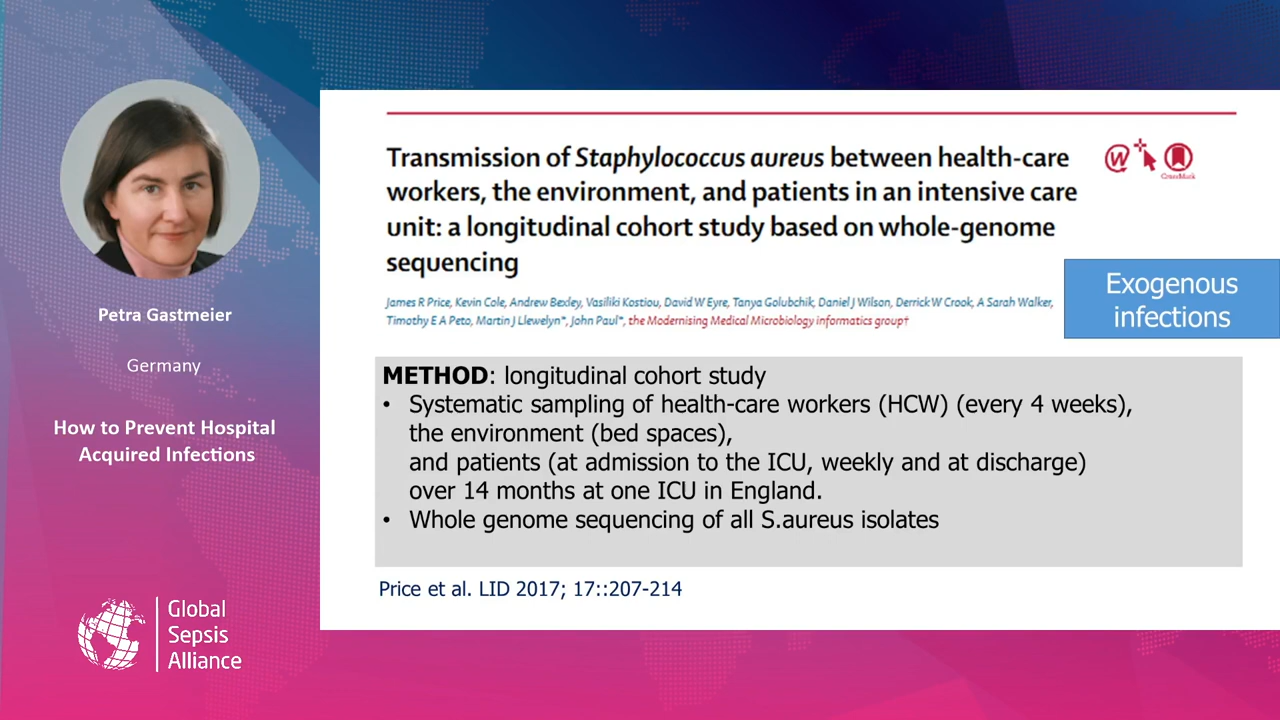 Petra Gastmeier
Germany
How to Prevent Hospital
Acquired Infections
Global
Sepsis
Alliance
Transmission of Staphylococcus aureus between health-care
workers, the environment, and patients in an intensive care
unit: a longitudinal cohort study based on whole-genome
sequencing
CrossMark
James R Price, Kevin Cole, Andrew Bexley, Vasiliki Kostiou, David W Eyre, Tanya Golubchik, Daniel J Wilson, Derrick W Crook, A Sarah Walker,
Timothy E A Peto, Martin J Llewelyn*, John Paul*, the Modernising Medical Microbiology informatics group†
Exogenous
infections
METHOD: longitudinal cohort study
• Systematic sampling of health-care workers (HCW) (every 4 weeks),
the environment (bed spaces),
and patients (at admission to the ICU, weekly and at discharge)
over 14 months at one ICU in England.
• Whole genome sequencing of all S.aureus isolates
Price et al. LID 2017; 17::207-214